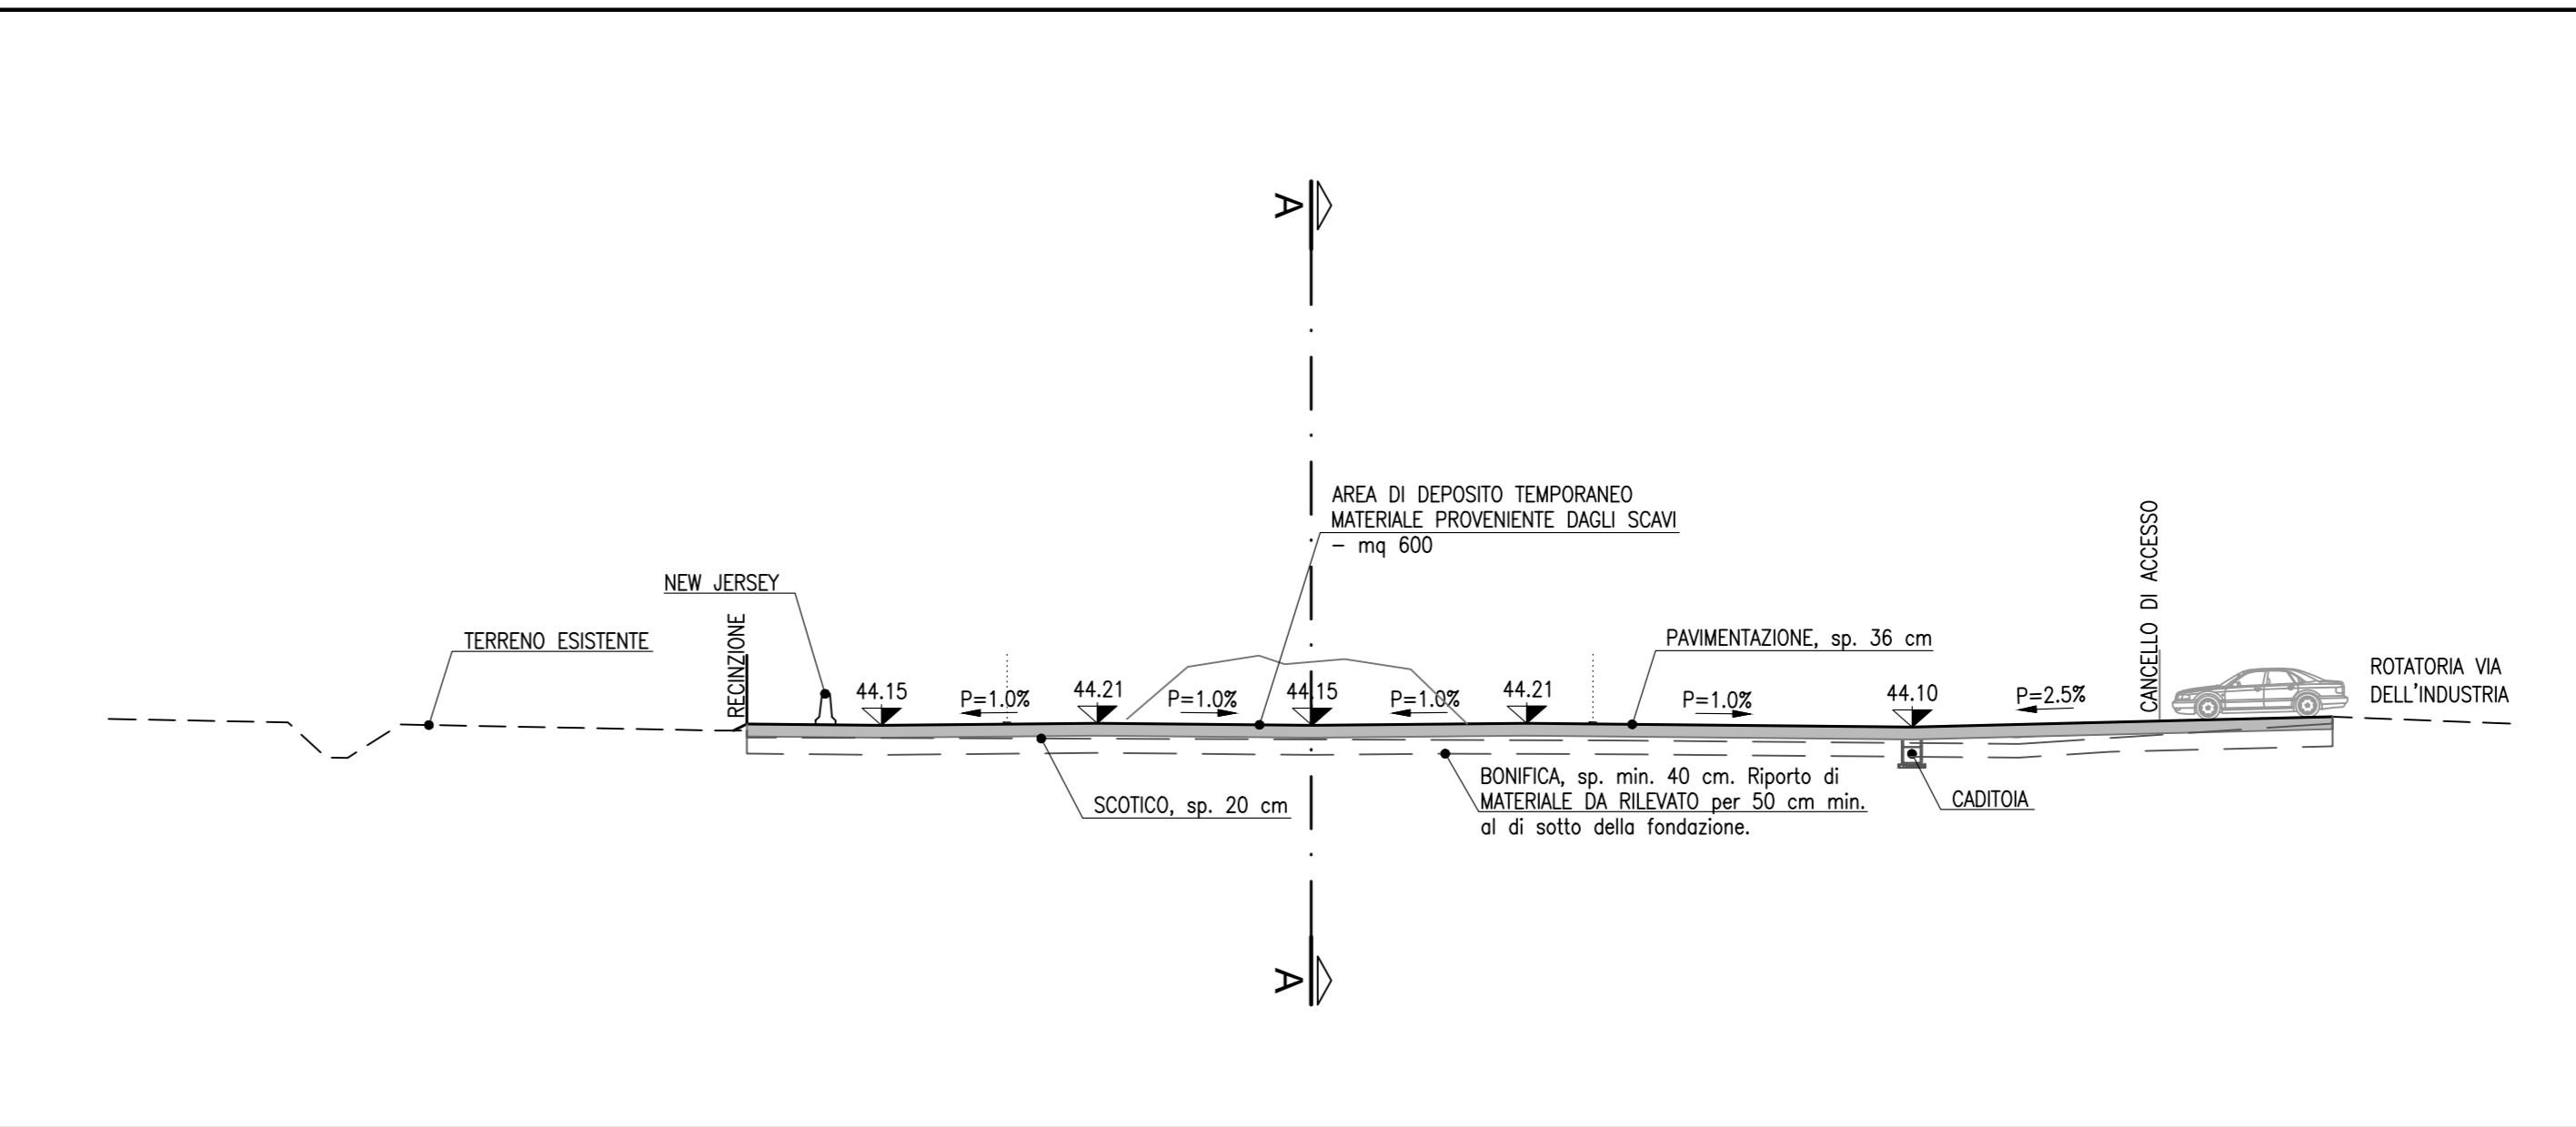 A
AREA DI DEPOSITO TEMPORANEO
MATERIALE PROVENIENTE DAGLI SCAVI
- mq 600
CANCELLO DI ACCESSO
NEW JERSEY
RECINZIONE
TERRENO ESISTENTE
PAVIMENTAZIONE, sp. 36 cm
ROTATORIA VIA
DELL'INDUSTRIA
44.15
P=1.0%
44.21
P=1.0%
44.15
P=1.0%
44.21
P=1.0%
44.10
P=2.5%
BONIFICA, sp. min. 40 cm. Riporto di
MATERIALE DA RILEVATO per 50 cm min.
al di sotto della fondazione.
SCOTICO, sp. 20 cm
CADITOIA
A